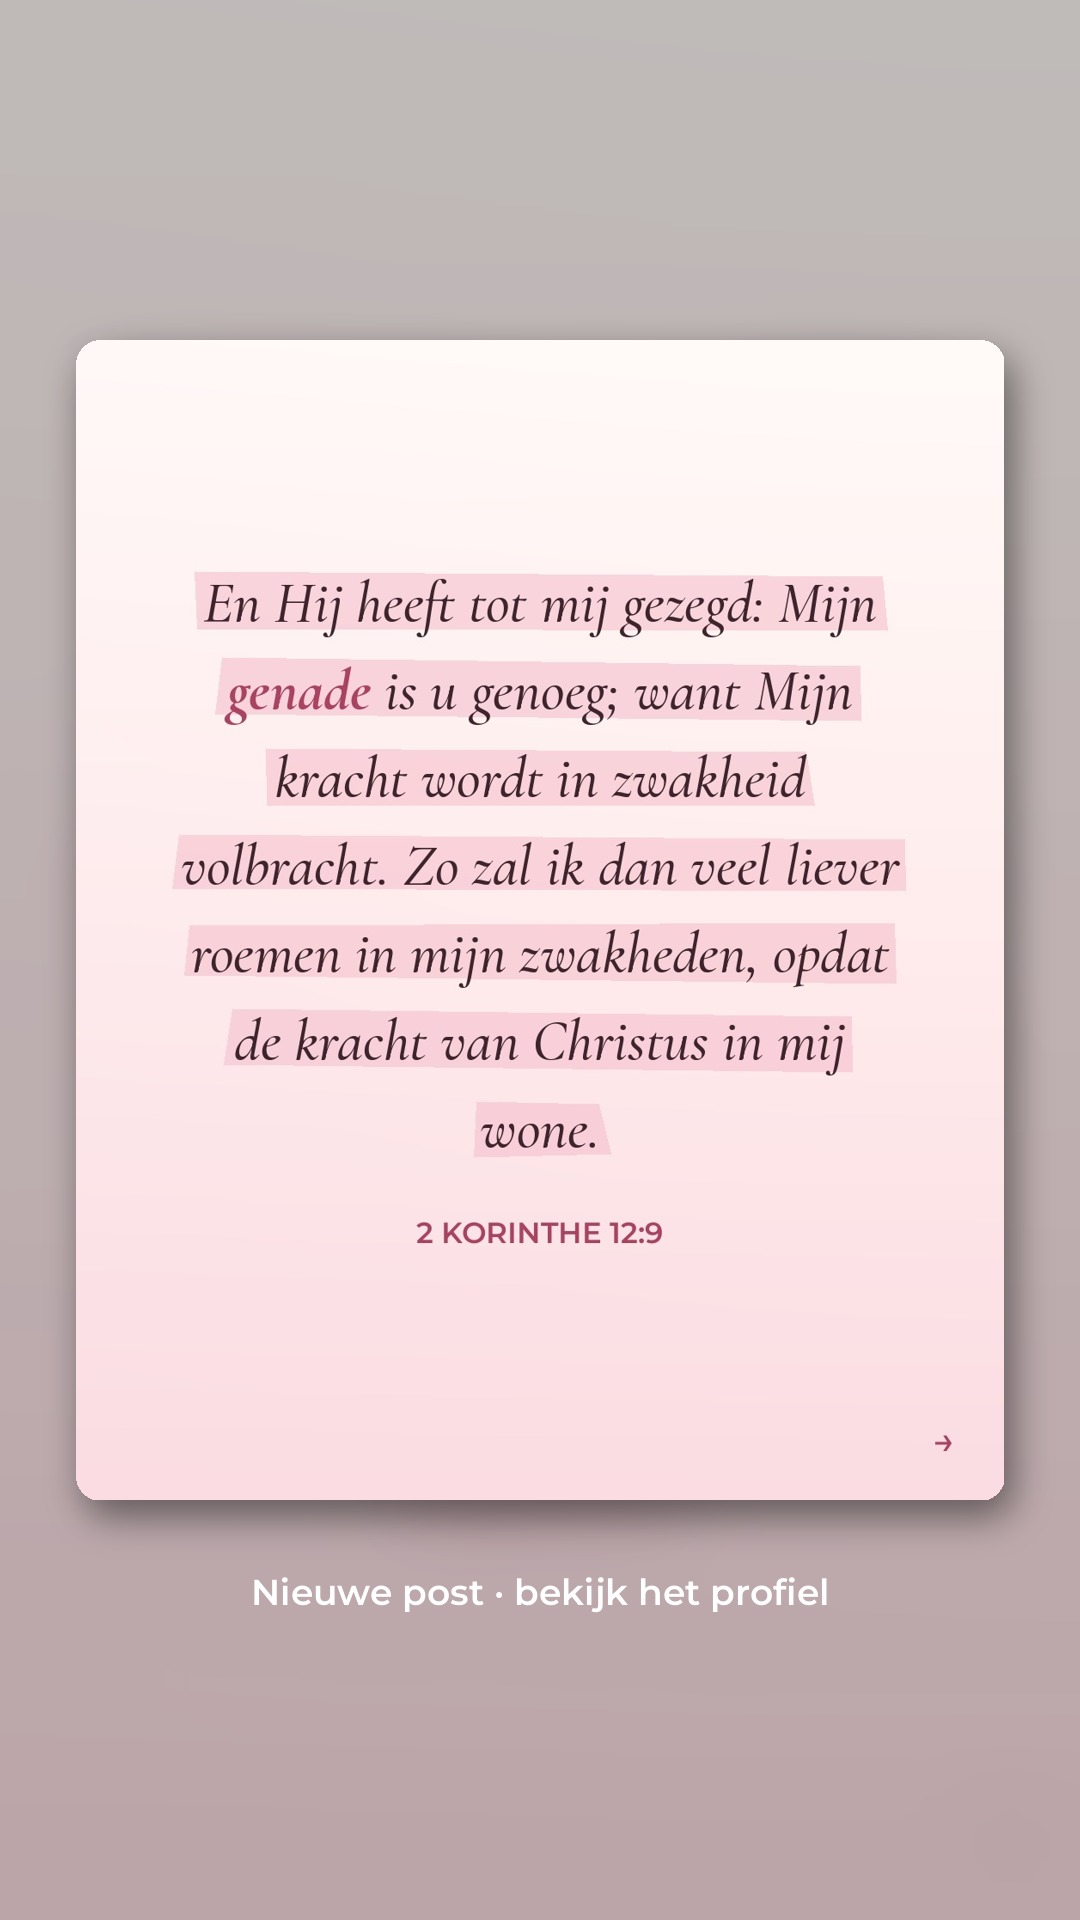 En Hij heeft tot mij gezegd: Mijn
genade is u genoeg; want Mijn
kracht wordt in zwakheid
volbracht. Zo zal ik dan veel liever
roemen in mijn zwakheden, opdat
de kracht van Christus in mij
wone.
2 KORINTHE 12:9
→
Nieuwe post · bekijk het profiel